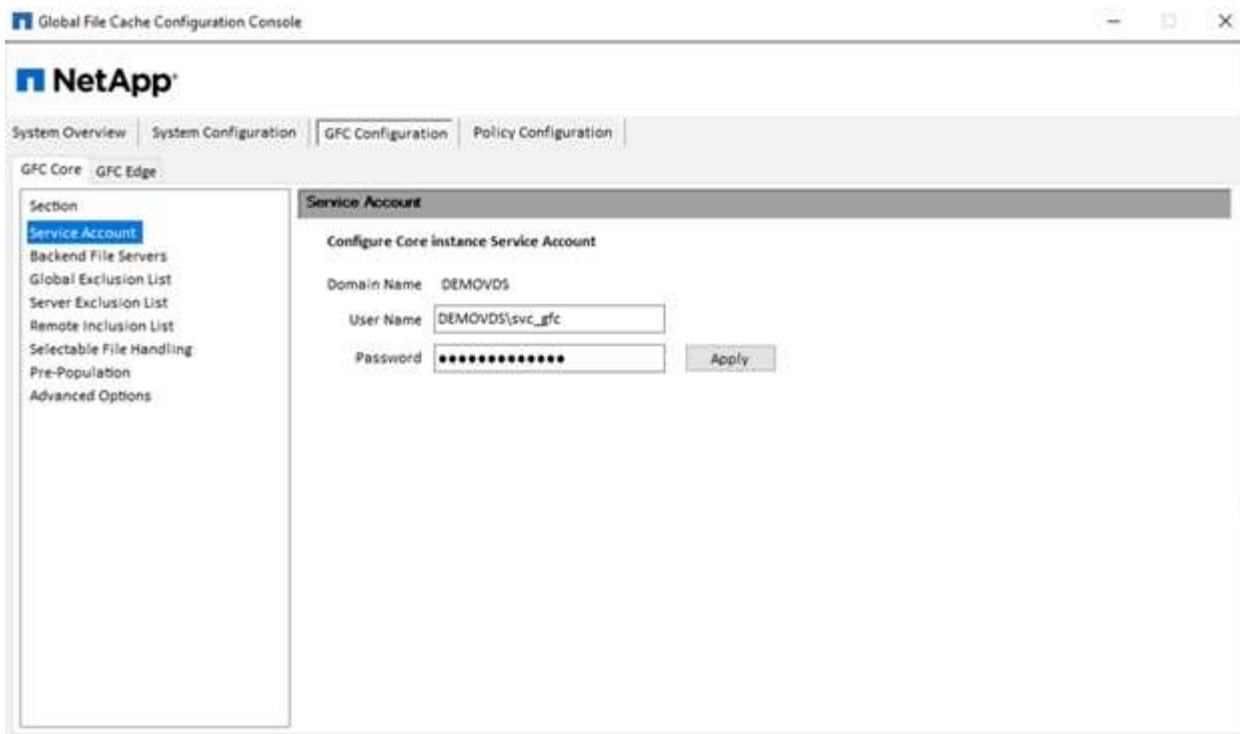 Global File Cache Configuration Console
NetApp
System Overview
System Configuration
GFC Configuration
Policy Configuration
GFC Core
GFC Edge
Section
Service Account
Backend File Servers
Global Exclusion List
Server Exclusion List
Remote Inclusion List
Selectable File Handling
Pre-Population
Advanced Options
Service Account
Configure Core instance Service Account
Domain Name DEMOVDS
User Name DEMOVDS\svc_gfc
Password ●●●●●●●●●●●●● Apply